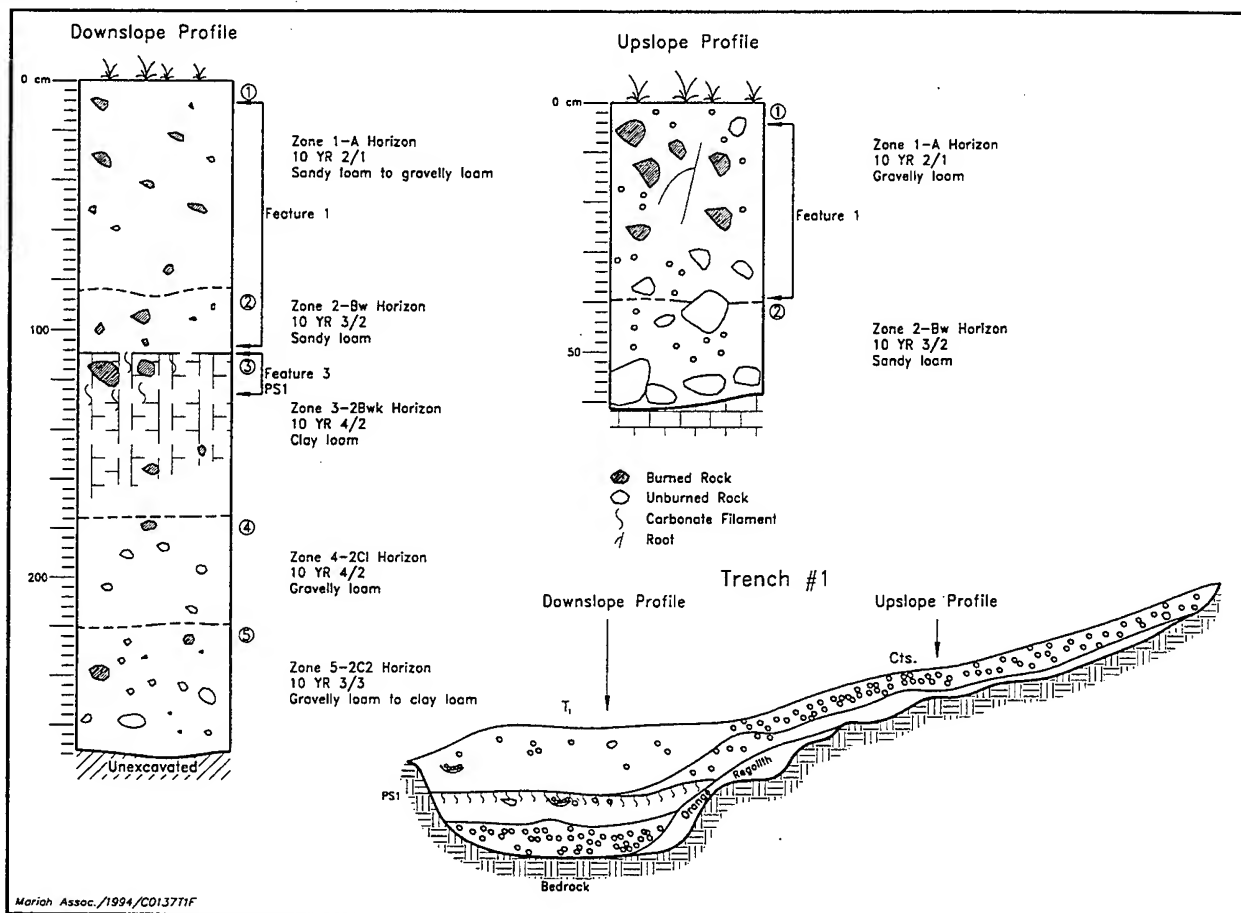 Downslope Profile
0 cm
①
Zone 1-A Horizon
10 YR 2/1
Sandy loam to gravelly loam
Feature 1
②
Zone 2-Bw Horizon
10 YR 3/2
Sandy loam
100
③
Feature 3
PS1
Zone 3-2Bwk Horizon
10 YR 4/2
Clay loam
④
Zone 4-2C1 Horizon
10 YR 4/2
Gravelly loam
200
⑤
Zone 5-2C2 Horizon
10 YR 3/3
Gravelly loam to clay loam
Unexcavated
Upslope Profile
0 cm
①
Zone 1-A Horizon
10 YR 2/1
Gravelly loam
Feature 1
②
Zone 2-Bw Horizon
10 YR 3/2
Sandy loam
50
Burned Rock
Unburned Rock
Carbonate Filament
Root
Trench #1
Downslope Profile
Upslope Profile
Cts.
T₁
PS1
Orange Regolith
Bedrock
Mariah Assoc./1994/C0137T1F